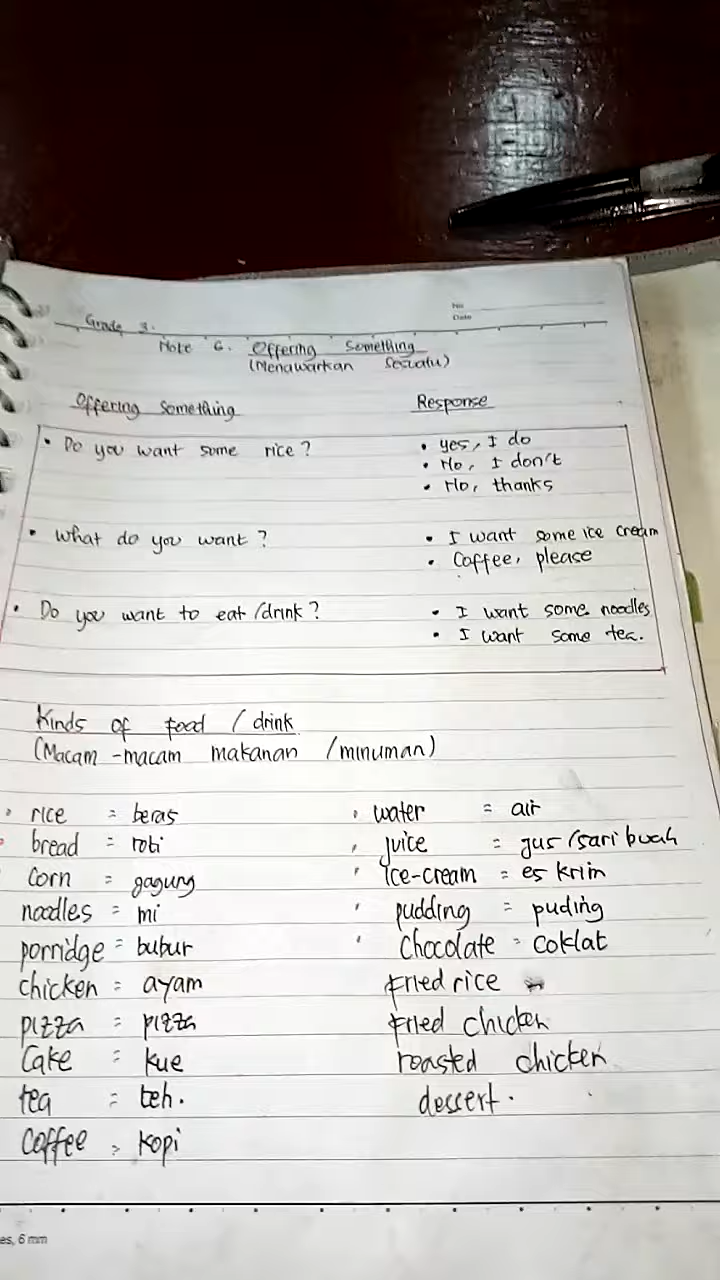 No
Date
Grade 3.
Note 6. Offering Something
(Menawarkan Sesuatu)
Offering Something Response
• Do you want some rice? • yes, I do
• No, I don't
• No, thanks
• What do you want? • I want some ice cream
• Coffee, please
• Do you want to eat/drink? • I want some noodles
• I want some tea.
Kinds of food / drink
(Macam-macam makanan /minuman)
rice = beras
bread = roti
Corn = gagung
noodles = mi
porridge = bubur
chicken = ayam
pizza = pizza
Cake = kue
tea = teh.
Coffee = kopi
water = air
juice = jus /sari buah
ice-cream = es krim
pudding = puding
Chocolate = Coklat
fried rice
fried chicken
roasted chicken
dessert.
es, 6 mm